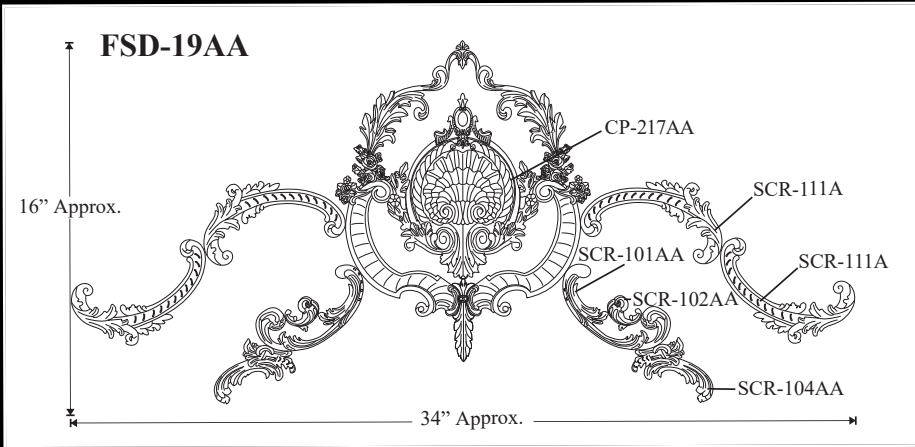 FSD-19AA
CP-217AA
SCR-111A
16” Approx.
SCR-101AA
SCR-111A
SCR-102AA
SCR-104AA
34” Approx.